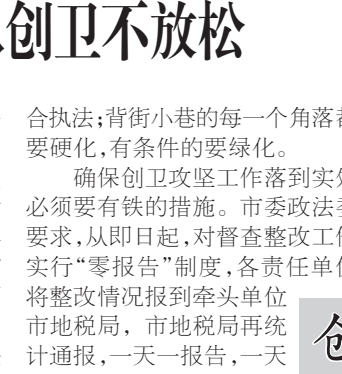 创卫不放松
合执法;背街小巷的每一个角落
要硬化,有条件的要绿化。
确保创卫攻坚工作落到实
必须要有铁的措施。市委政法
要求,从即日起,对督查整改工
实行“零报告”制度,各责任单
将整改情况报到牵头单位
市地税局,市地税局再统
计通报,一天一报告,一天
创